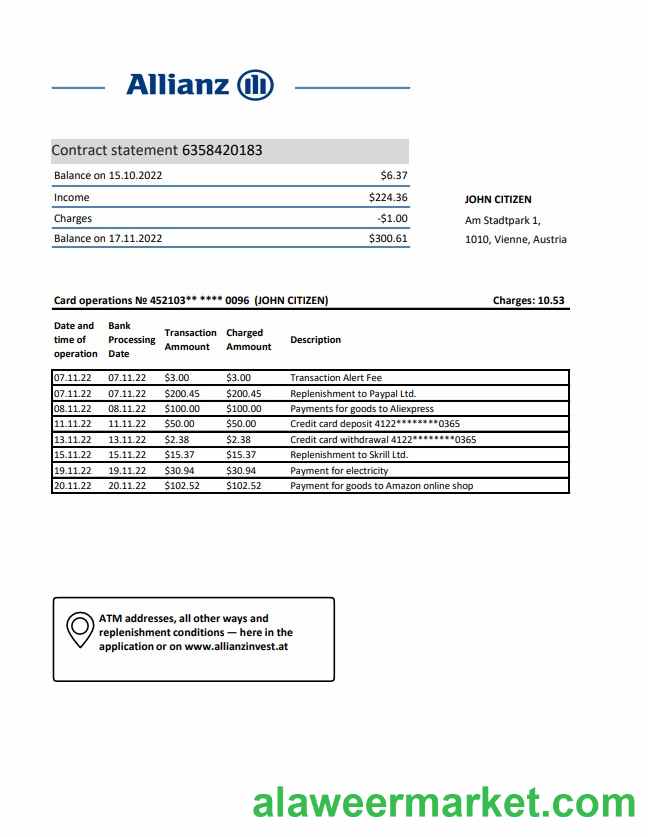 Allianz
Contract statement 6358420183
Balance on 15.10.2022 $6.37
Income $224.36
Charges -$1.00
Balance on 17.11.2022 $300.61
JOHN CITIZEN
Am Stadtpark 1,
1010, Vienne, Austria
Card operations № 452103** **** 0096 (JOHN CITIZEN) Charges: 10.53
Date and time of operation Bank Processing Date Transaction Ammount Charged Ammount Description
07.11.22 07.11.22 $3.00 $3.00 Transaction Alert Fee
07.11.22 07.11.22 $200.45 $200.45 Replenishment to Paypal Ltd.
08.11.22 08.11.22 $100.00 $100.00 Payments for goods to Aliexpress
11.11.22 11.11.22 $50.00 $50.00 Credit card deposit 4122********0365
13.11.22 13.11.22 $2.38 $2.38 Credit card withdrawal 4122********0365
15.11.22 15.11.22 $15.37 $15.37 Replenishment to Skrill Ltd.
19.11.22 19.11.22 $30.94 $30.94 Payment for electricity
20.11.22 20.11.22 $102.52 $102.52 Payment for goods to Amazon online shop
ATM addresses, all other ways and
replenishment conditions — here in the
application or on www.allianzinvest.at
alaweermarket.com